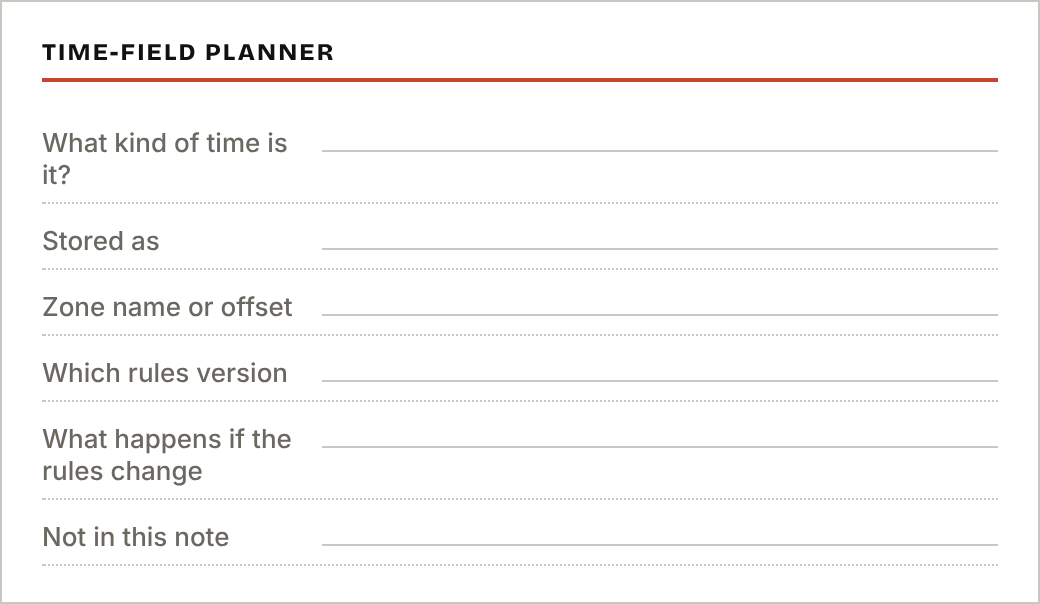 TIME-FIELD PLANNER
What kind of time is
it?
Stored as
Zone name or offset
Which rules version
What happens if the
rules change
Not in this note